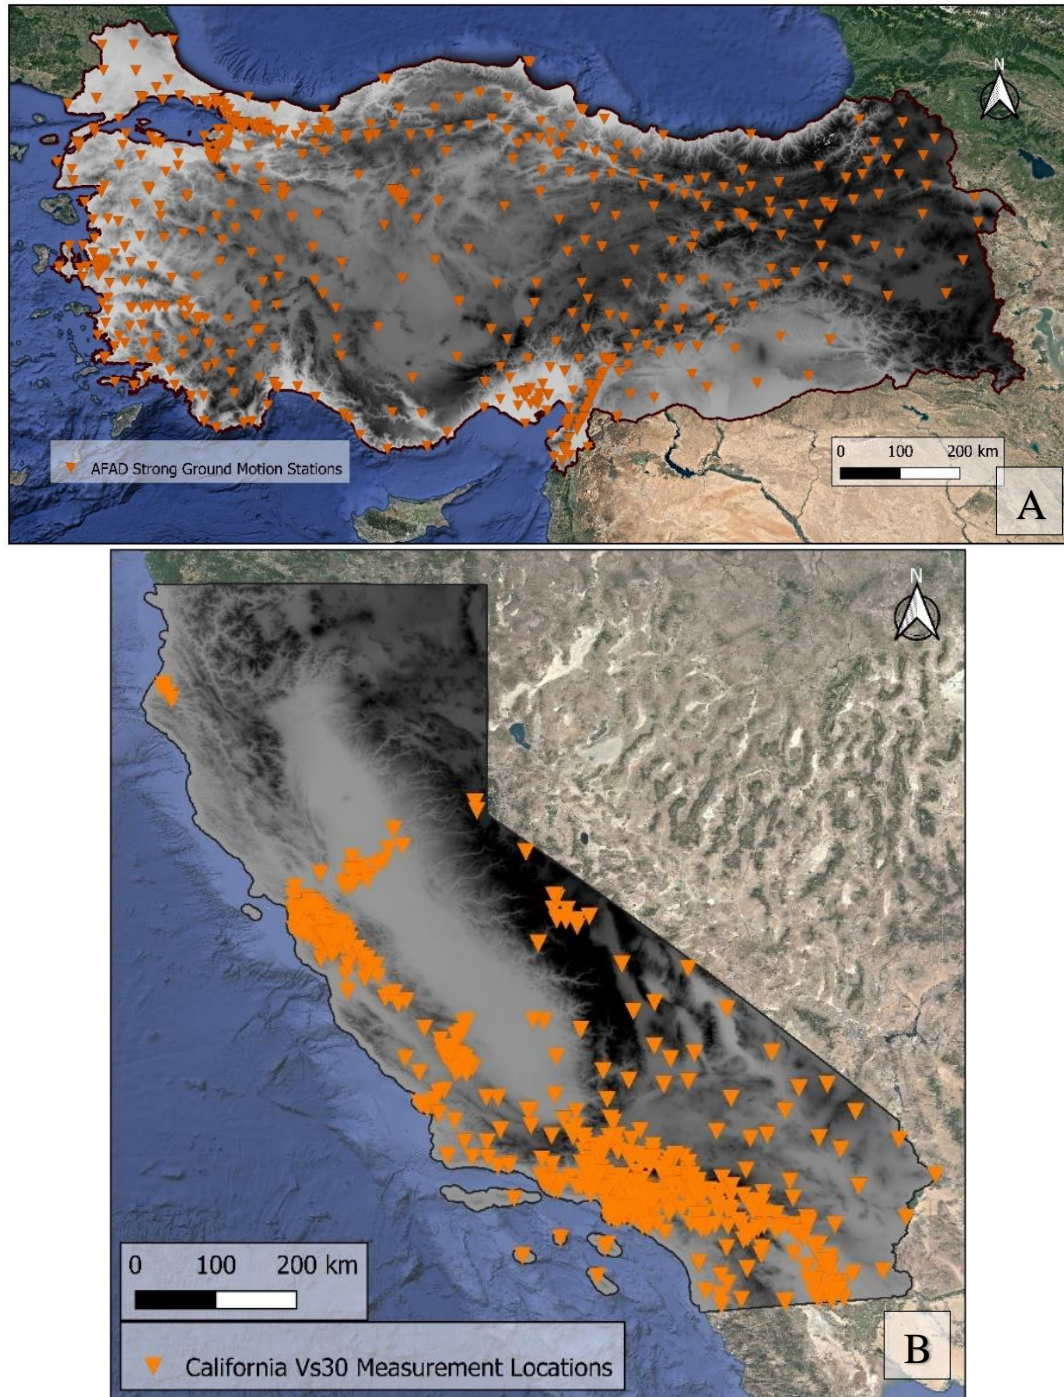 N
AFAD Strong Ground Motion Stations
0 100 200 km
A
N
0 100 200 km
California Vs30 Measurement Locations
B